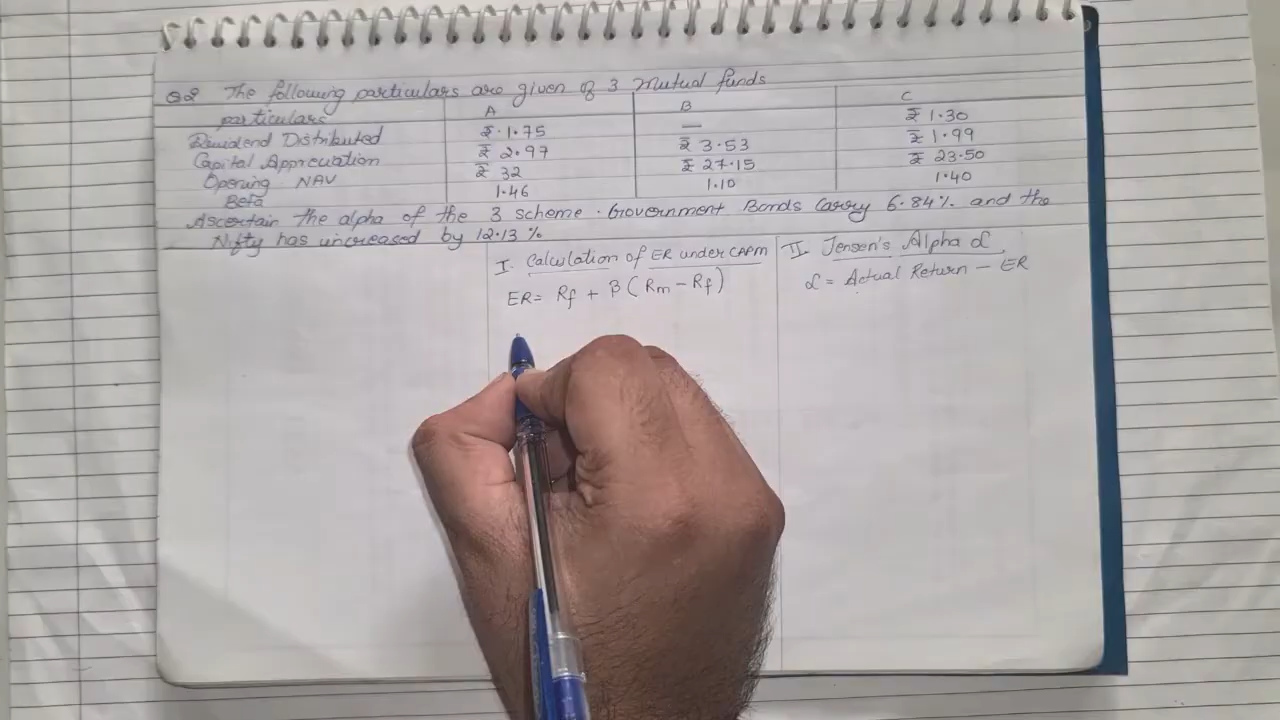 Q2 The following particulars are given of 3 Mutual funds
particulars A B C
Dividend Distributed ₹ 1.75 — ₹ 1.30
Capital Appreciation ₹ 2.97 ₹ 3.53 ₹ 1.99
Opening NAV ₹ 32 ₹ 27.15 ₹ 23.50
Beta 1.46 1.10 1.40
Ascertain the alpha of the 3 scheme. Government Bonds Carry 6.84% and the
Nifty has increased by 12.13 %
I. Calculation of ER under CAPM
ER = Rf + β (Rm − Rf)
II Jensen's Alpha α
α = Actual Return − ER